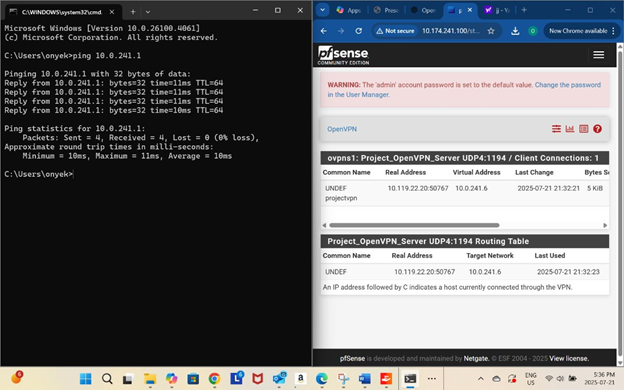 C:\WINDOWS\system32\cmd.
Microsoft Windows [Version 10.0.26100.4061]
(c) Microsoft Corporation. All rights reserved.
C:\Users\onyek>ping 10.0.241.1
Pinging 10.0.241.1 with 32 bytes of data:
Reply from 10.0.241.1: bytes=32 time=11ms TTL=64
Reply from 10.0.241.1: bytes=32 time=11ms TTL=64
Reply from 10.0.241.1: bytes=32 time=11ms TTL=64
Reply from 10.0.241.1: bytes=32 time=10ms TTL=64
Ping statistics for 10.0.241.1:
Packets: Sent = 4, Received = 4, Lost = 0 (0% loss),
Approximate round trip times in milli-seconds:
Minimum = 10ms, Maximum = 11ms, Average = 10ms
C:\Users\onyek>
Apps
Pres
Ope
p
jj - Y
Not secure
10.174.241.100/st...
New Chrome available
pfsense
COMMUNITY EDITION
WARNING: The 'admin' account password is set to the default value. Change the password
in the User Manager.
OpenVPN
ovpns1: Project_OpenVPN_Server UDP4:1194 / Client Connections: 1
Common Name Real Address Virtual Address Last Change Bytes Se
UNDEF 10.119.22.20:50767 10.0.241.6 2025-07-21 21:32:21 5 KiB
projectvpn
Project_OpenVPN_Server UDP4:1194 Routing Table
Common Name Real Address Target Network Last Used
UNDEF 10.119.22.20:50767 10.0.241.6 2025-07-21 21:32:23
An IP address followed by C indicates a host currently connected through the VPN.
pfSense is developed and maintained by Netgate. © ESF 2004 - 2025 View license.
ENG
US
5:36 PM
2025-07-21